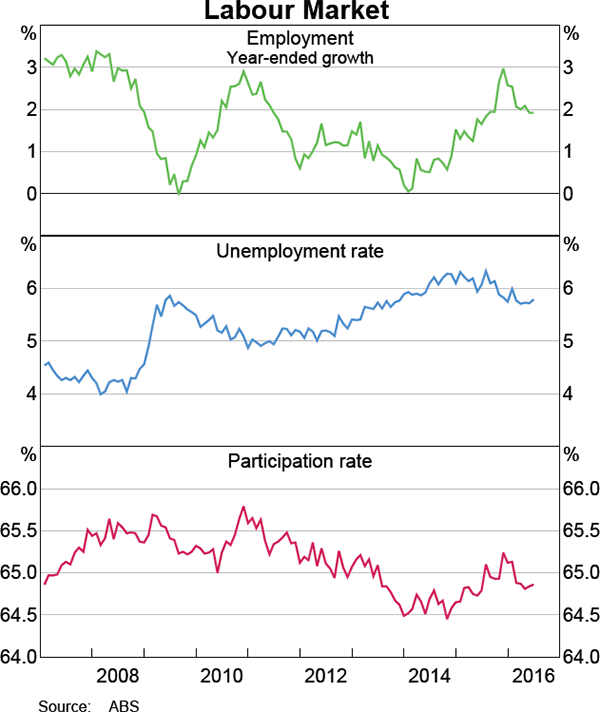 Labour Market
% Employment %
Year-ended growth
3 3
2 2
1 1
0 0
% Unemployment rate %
6 6
5 5
4 4
% Participation rate %
66.0 66.0
65.5 65.5
65.0 65.0
64.5 64.5
64.0 64.0
2008 2010 2012 2014 2016
Source: ABS